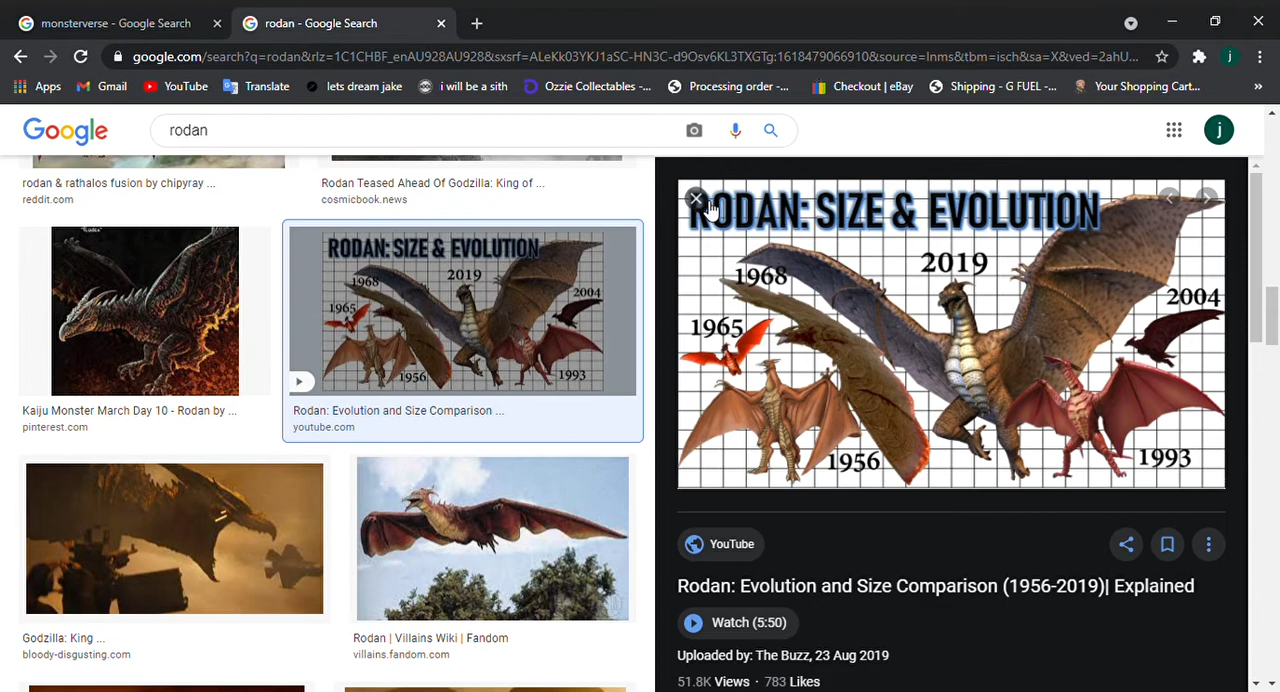 monsterverse - Google Search
rodan - Google Search
google.com/search?q=rodan&rlz=1C1CHBF_enAU928AU928&sxsrf=ALeKk03YKJ1aSC-HN3C-d9Osv6KL3TXGTg:1618479066910&source=lnms&tbm=isch&sa=X&ved=2ahU...
Apps
Gmail
YouTube
Translate
lets dream jake
i will be a sith
Ozzie Collectables -...
Processing order -...
Checkout | eBay
Shipping - G FUEL -...
Your Shopping Cart...
Google
rodan
j
j
rodan & rathalos fusion by chipyray ...
reddit.com
Rodan Teased Ahead Of Godzilla: King of ...
cosmicbook.news
Kaiju Monster March Day 10 - Rodan by ...
pinterest.com
RODAN: SIZE & EVOLUTION
1968
2019
2004
1965
1956
1993
Rodan: Evolution and Size Comparison ...
youtube.com
Godzilla: King ...
bloody-disgusting.com
Rodan | Villains Wiki | Fandom
villains.fandom.com
RODAN: SIZE & EVOLUTION
2019
1968
2004
1965
1956
1993
YouTube
Rodan: Evolution and Size Comparison (1956-2019)| Explained
Watch (5:50)
Uploaded by: The Buzz, 23 Aug 2019
51.8K Views · 783 Likes